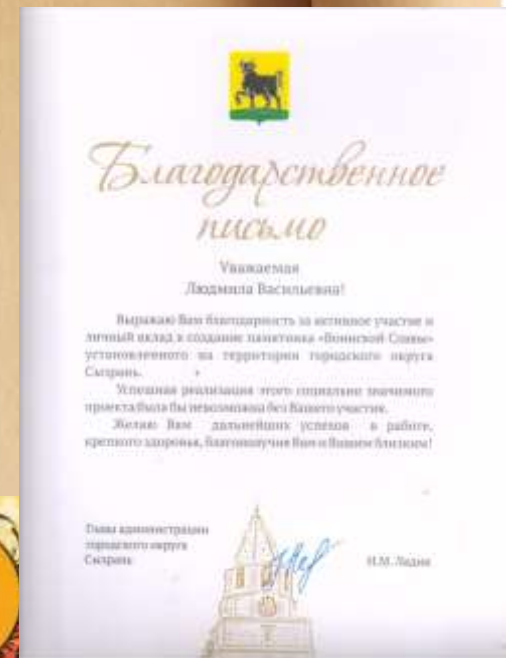 Благодарственное
письмо
Уважаемая
Людмила Васильевна!
Выражаю Вам благодарность за активное участие и
личный вклад в создание памятника «Воинской Славы»
установленного на территории городского округа
Сызрань.
Успешная реализация этого социально значимого
проекта была бы невозможна без Вашего участия.
Желаю Вам дальнейших успехов в работе,
крепкого здоровья, благополучия Вам и Вашим близким!
Глава администрации
городского округа
Сызрань
Н.М. Лядин